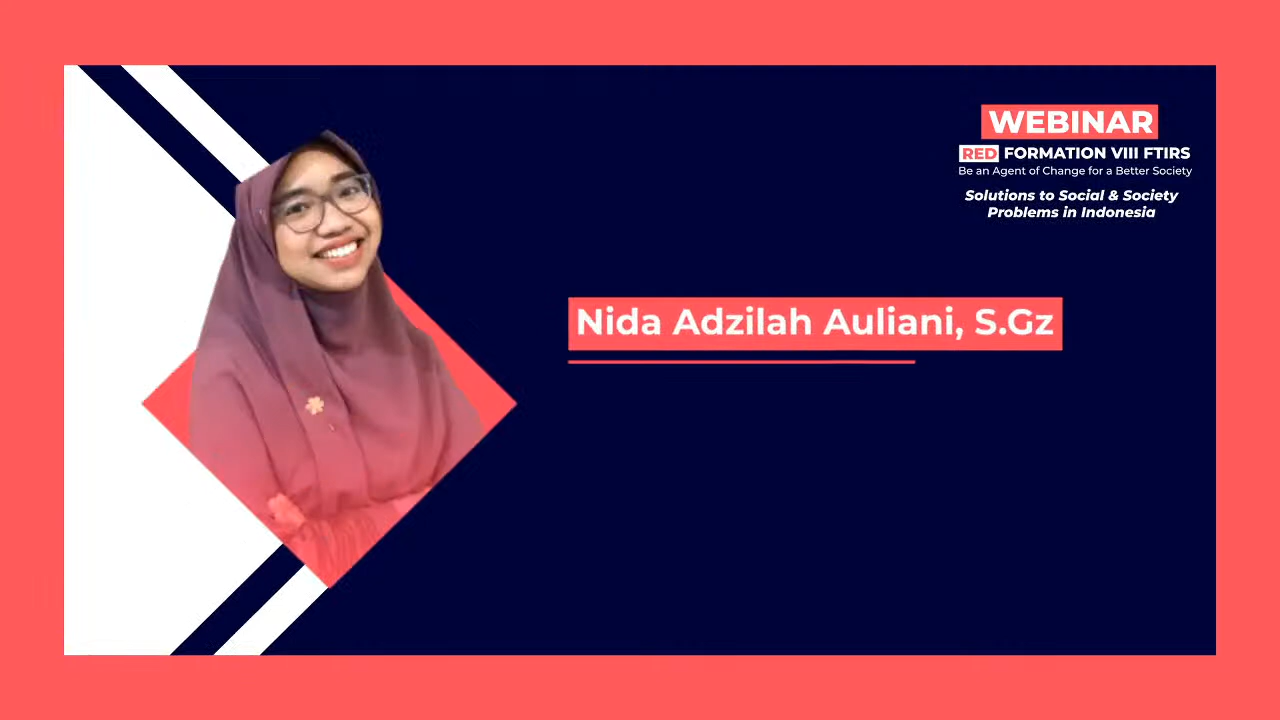 WEBINAR
RED FORMATION VIII FTIRS
Be an Agent of Change for a Better Society
Solutions to Social & Society
Problems in Indonesia
Nida Adzilah Auliani, S.Gz